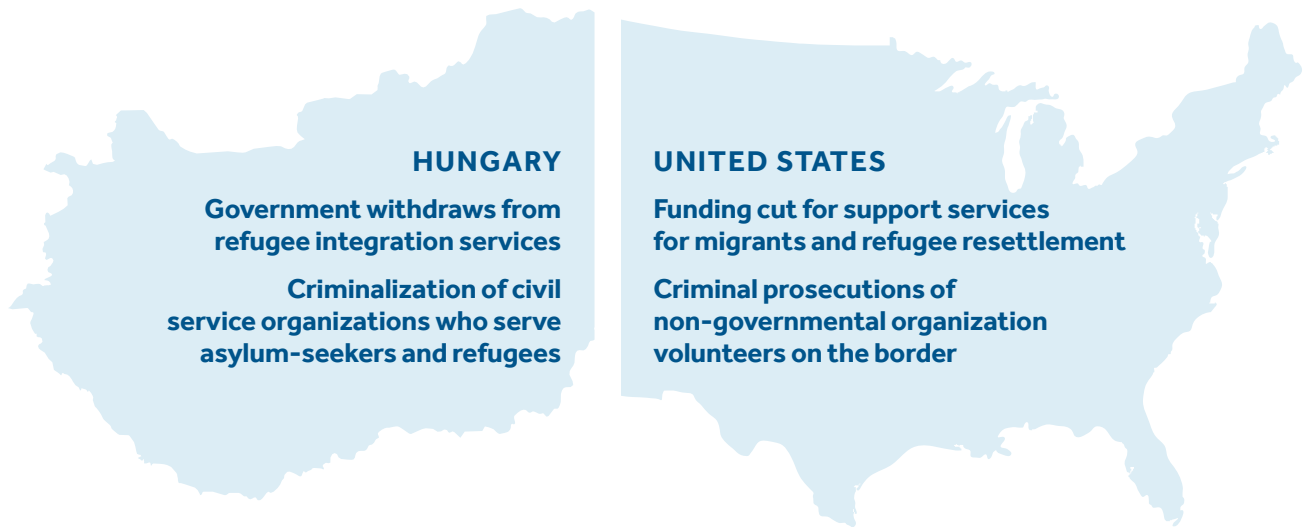 HUNGARY
Government withdraws from
refugee integration services
Criminalization of civil
service organizations who serve
asylum-seekers and refugees
UNITED STATES
Funding cut for support services
for migrants and refugee resettlement
Criminal prosecutions of
non-governmental organization
volunteers on the border